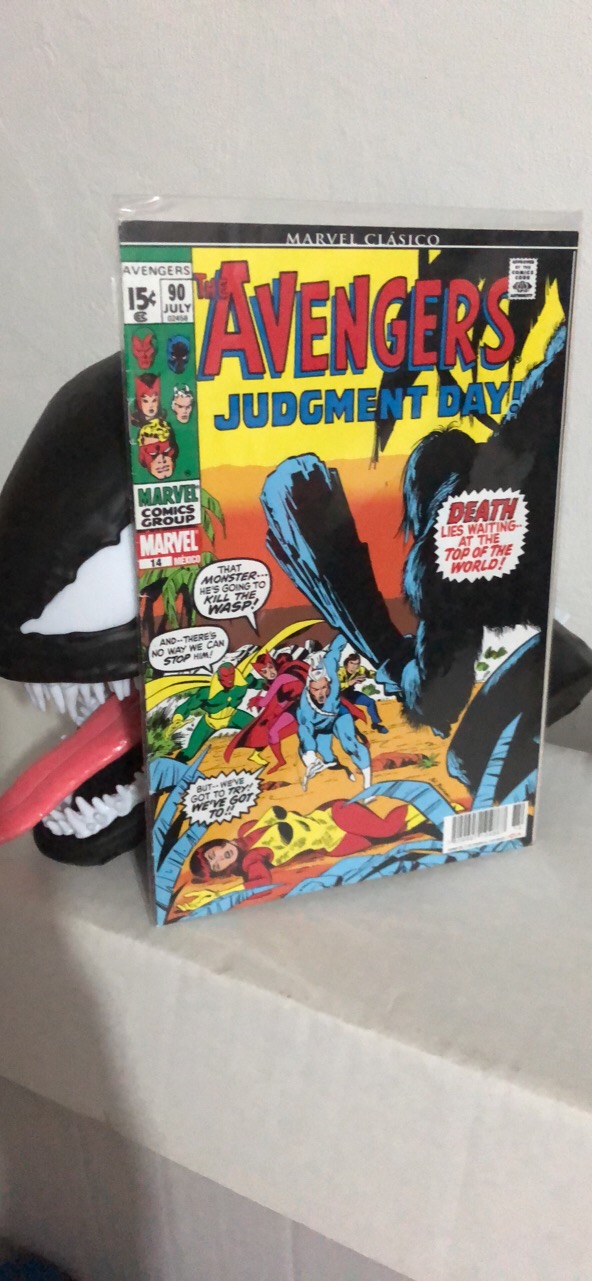 MARVEL CLÁSICO
AVENGERS
15¢
90
JULY
02458
APPROVED
BY THE
COMICS
CODE
AUTHORITY
THE
AVENGERS
JUDGMENT DAY!
MARVEL
COMICS
GROUP
MARVEL
14 MÉXICO
DEATH
LIES WAITING--
AT THE
TOP OF THE
WORLD!
THAT
MONSTER---
HE'S GOING TO
KILL THE
WASP!
AND--THERE'S
NO WAY WE CAN
STOP HIM!
BUT--WE'VE
GOT TO TRY!
WE'VE GOT
TO!!